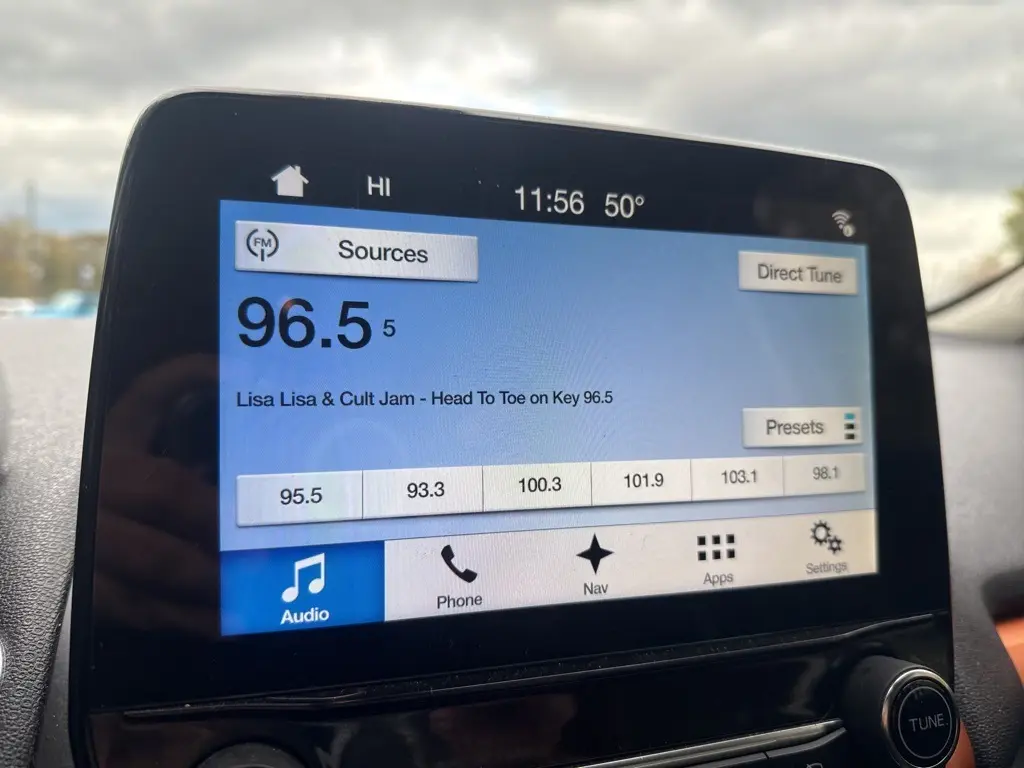 HI 11:56 50°
FM Sources
Direct Tune
96.5 5
Lisa Lisa & Cult Jam - Head To Toe on Key 96.5
Presets
95.5 93.3 100.3 101.9 103.1 98.1
Audio Phone Nav Apps Settings
TUNE